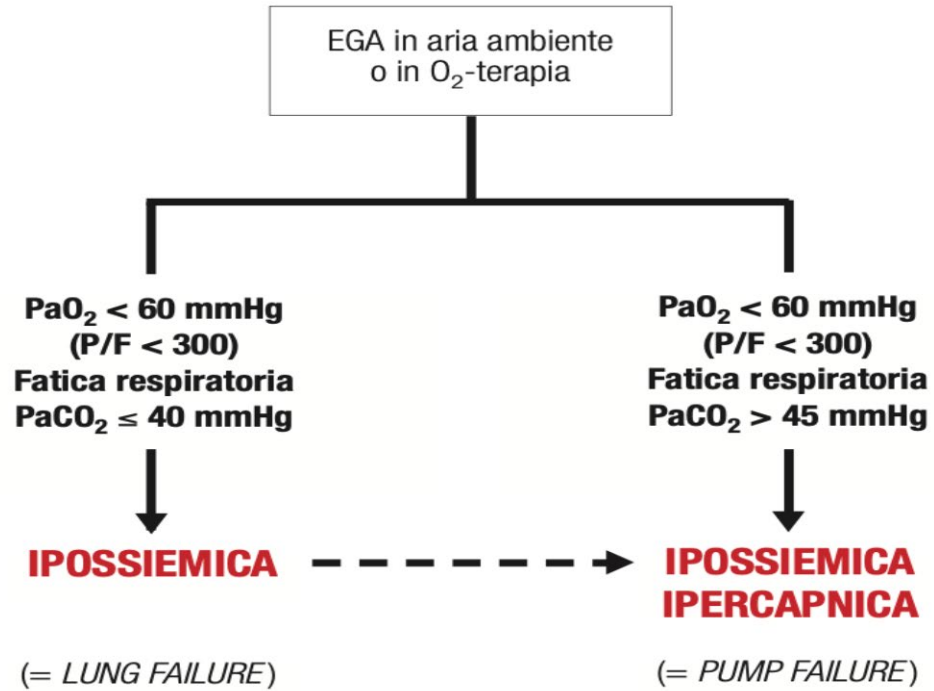 EGA in aria ambiente
o in O₂-terapia
PaO₂ < 60 mmHg
(P/F < 300)
Fatica respiratoria
PaCO₂ ≤ 40 mmHg
PaO₂ < 60 mmHg
(P/F < 300)
Fatica respiratoria
PaCO₂ > 45 mmHg
IPOSSIEMICA
IPOSSIEMICA
IPERCAPNICA
(= LUNG FAILURE)
(= PUMP FAILURE)